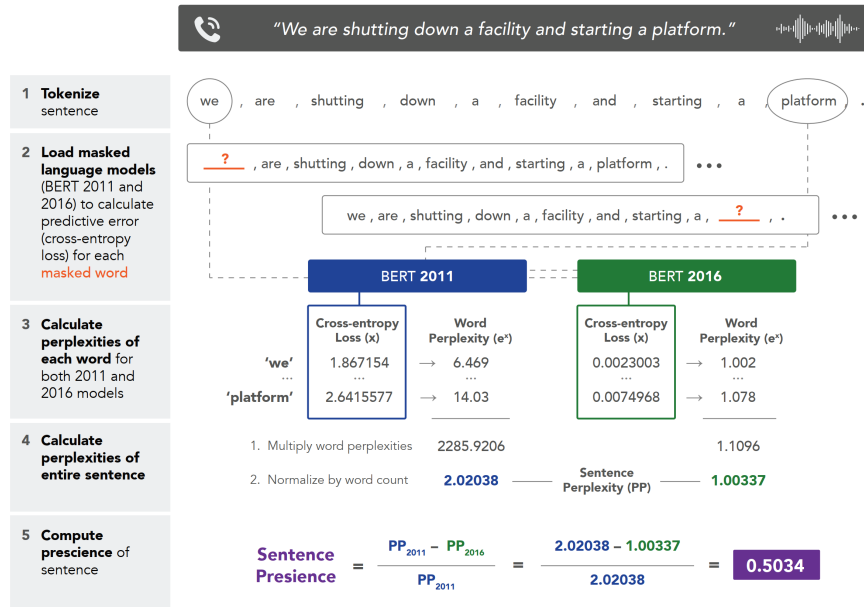 “We are shutting down a facility and starting a platform.”
1 Tokenize
sentence
we , are , shutting , down , a , facility , and , starting , a , platform , .
2 Load masked
language models
(BERT 2011 and
2016) to calculate
predictive error
(cross-entropy
loss) for each
masked word
? , are , shutting , down , a , facility , and , starting , a , platform , . •••
we , are , shutting , down , a , facility , and , starting , a , ? , . •••
BERT 2011
BERT 2016
3 Calculate
perplexities of
each word for
both 2011 and
2016 models
Cross-entropy
Loss (x)
Word
Perplexity (eˣ)
Cross-entropy
Loss (x)
Word
Perplexity (eˣ)
‘we’ 1.867154 → 6.469 0.0023003 → 1.002
... ... ... ... ...
‘platform’ 2.6415577 → 14.03 0.0074968 → 1.078
4 Calculate
perplexities of
entire sentence
1. Multiply word perplexities 2285.9206 1.1096
2. Normalize by word count 2.02038 Sentence
Perplexity (PP) 1.00337
5 Compute
prescience of
sentence
Sentence
Presience
=
PP₂₀₁₁ – PP₂₀₁₆
PP₂₀₁₁
=
2.02038 – 1.00337
2.02038
=
0.5034